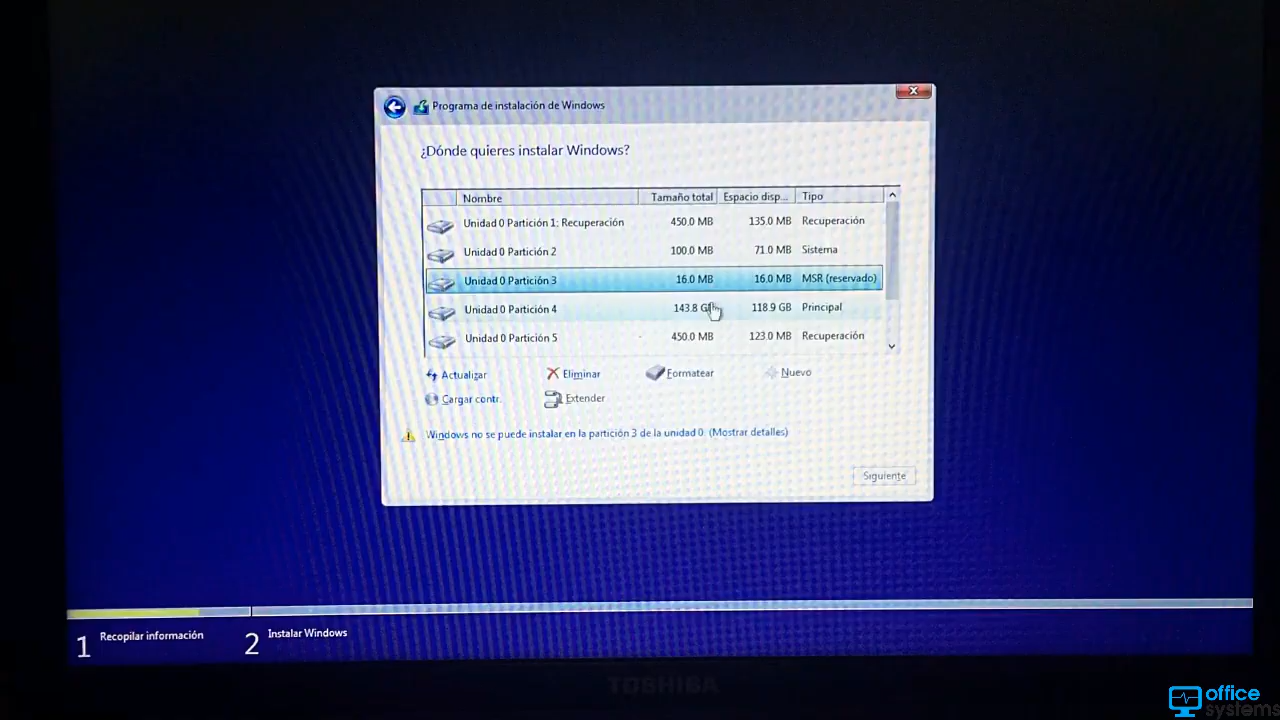 Programa de instalación de Windows
¿Dónde quieres instalar Windows?
Nombre Tamaño total Espacio disp... Tipo
Unidad 0 Partición 1: Recuperación 450.0 MB 135.0 MB Recuperación
Unidad 0 Partición 2 100.0 MB 71.0 MB Sistema
Unidad 0 Partición 3 16.0 MB 16.0 MB MSR (reservado)
Unidad 0 Partición 4 143.8 GB 118.9 GB Principal
Unidad 0 Partición 5 450.0 MB 123.0 MB Recuperación
Actualizar Eliminar Formatear Nuevo
Cargar contr. Extender
Windows no se puede instalar en la partición 3 de la unidad 0. (Mostrar detalles)
Siguiente
1 Recopilar información 2 Instalar Windows
TOSHIBA
office
systems